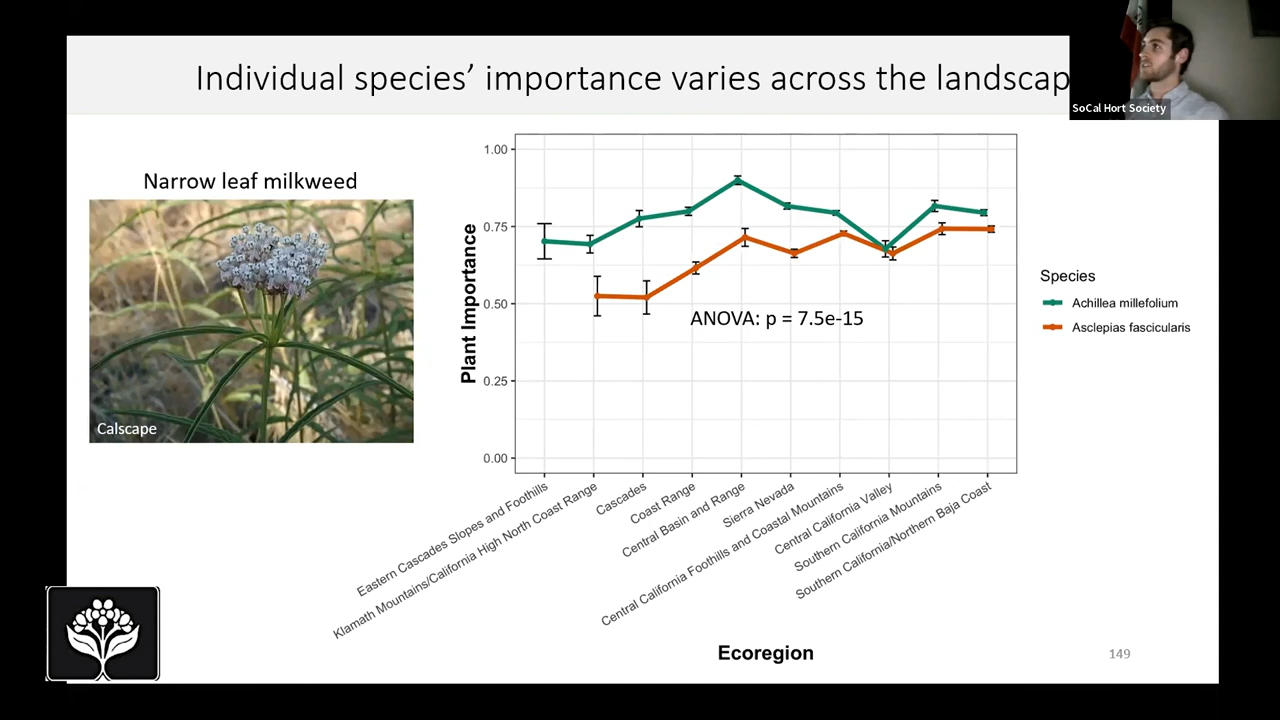 Individual species’ importance varies across the landscap
SoCal Hort Society
Narrow leaf milkweed
Calscape
Plant Importance
1.00
0.75
0.50
0.25
0.00
ANOVA: p = 7.5e-15
Species
Achillea millefolium
Asclepias fascicularis
Eastern Cascades Slopes and Foothills
Klamath Mountains/California High North Coast Range
Cascades
Coast Range
Central Basin and Range
Sierra Nevada
Central California Foothills and Coastal Mountains
Central California Valley
Southern California Mountains
Southern California/Northern Baja Coast
Ecoregion
149